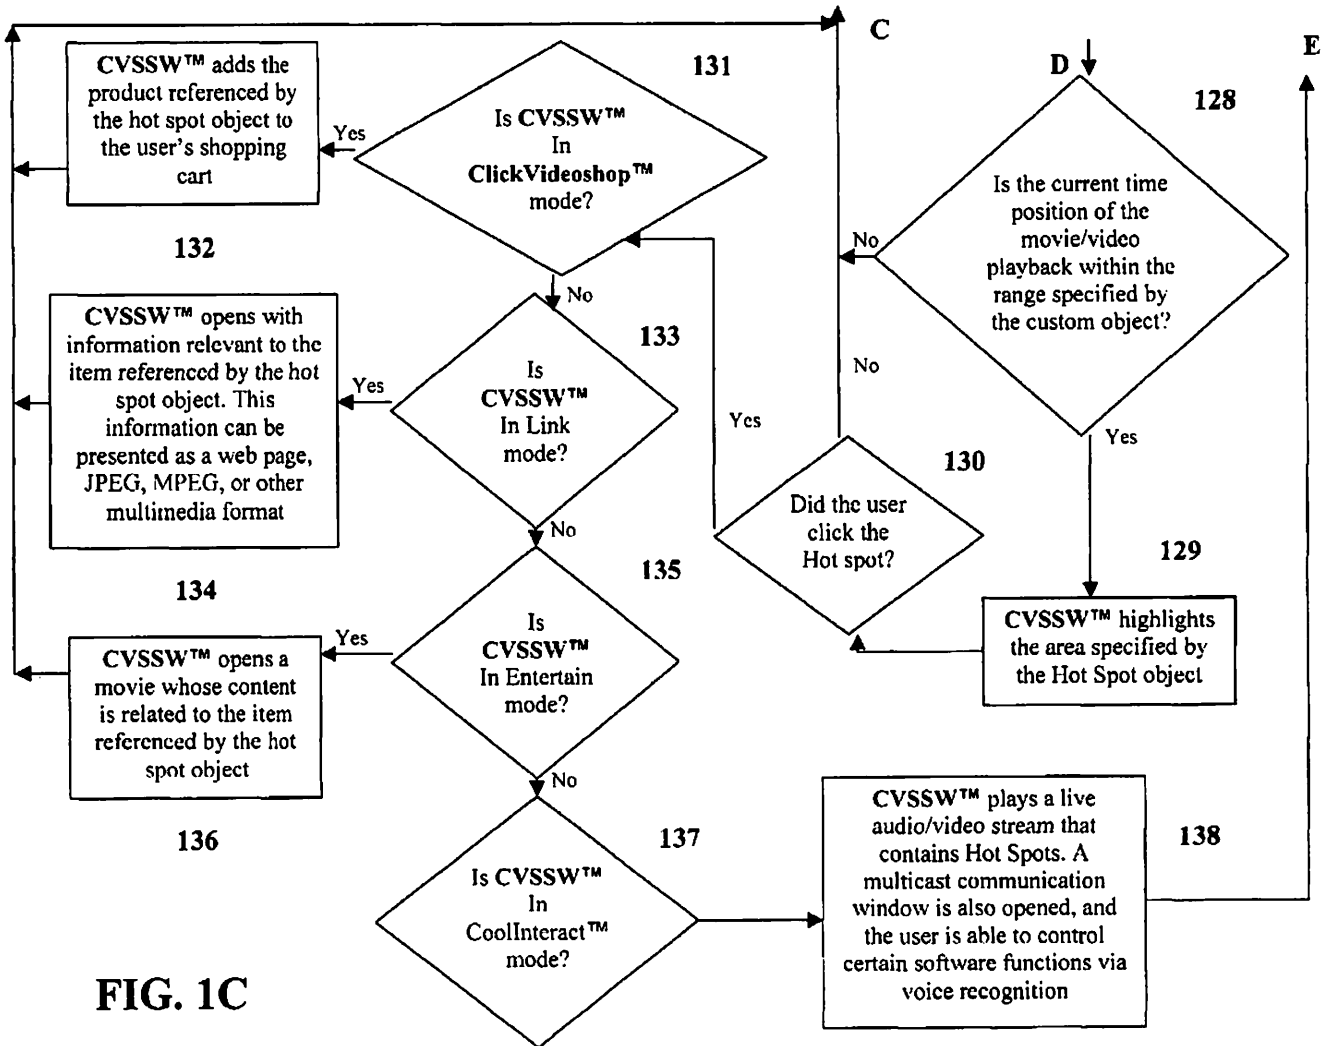 C
E
D
128
Is the current time
position of the
movie/video
playback within the
range specified by
the custom object?
No
Yes
129
CVSSW™ highlights
the area specified by
the Hot Spot object
130
Did the user
click the
Hot spot?
No
Yes
131
Is CVSSW™
In
ClickVideoshop™
mode?
Yes
No
CVSSW™ adds the
product referenced by
the hot spot object to
the user's shopping
cart
132
133
Is
CVSSW™
In Link
mode?
Yes
No
CVSSW™ opens with
information relevant to the
item referenced by the hot
spot object. This
information can be
presented as a web page,
JPEG, MPEG, or other
multimedia format
134
135
Is
CVSSW™
In Entertain
mode?
Yes
No
CVSSW™ opens a
movie whose content
is related to the item
referenced by the hot
spot object
136
137
Is CVSSW™
In
CoolInteract™
mode?
CVSSW™ plays a live
audio/video stream that
contains Hot Spots. A
multicast communication
window is also opened, and
the user is able to control
certain software functions via
voice recognition
138
FIG. 1C